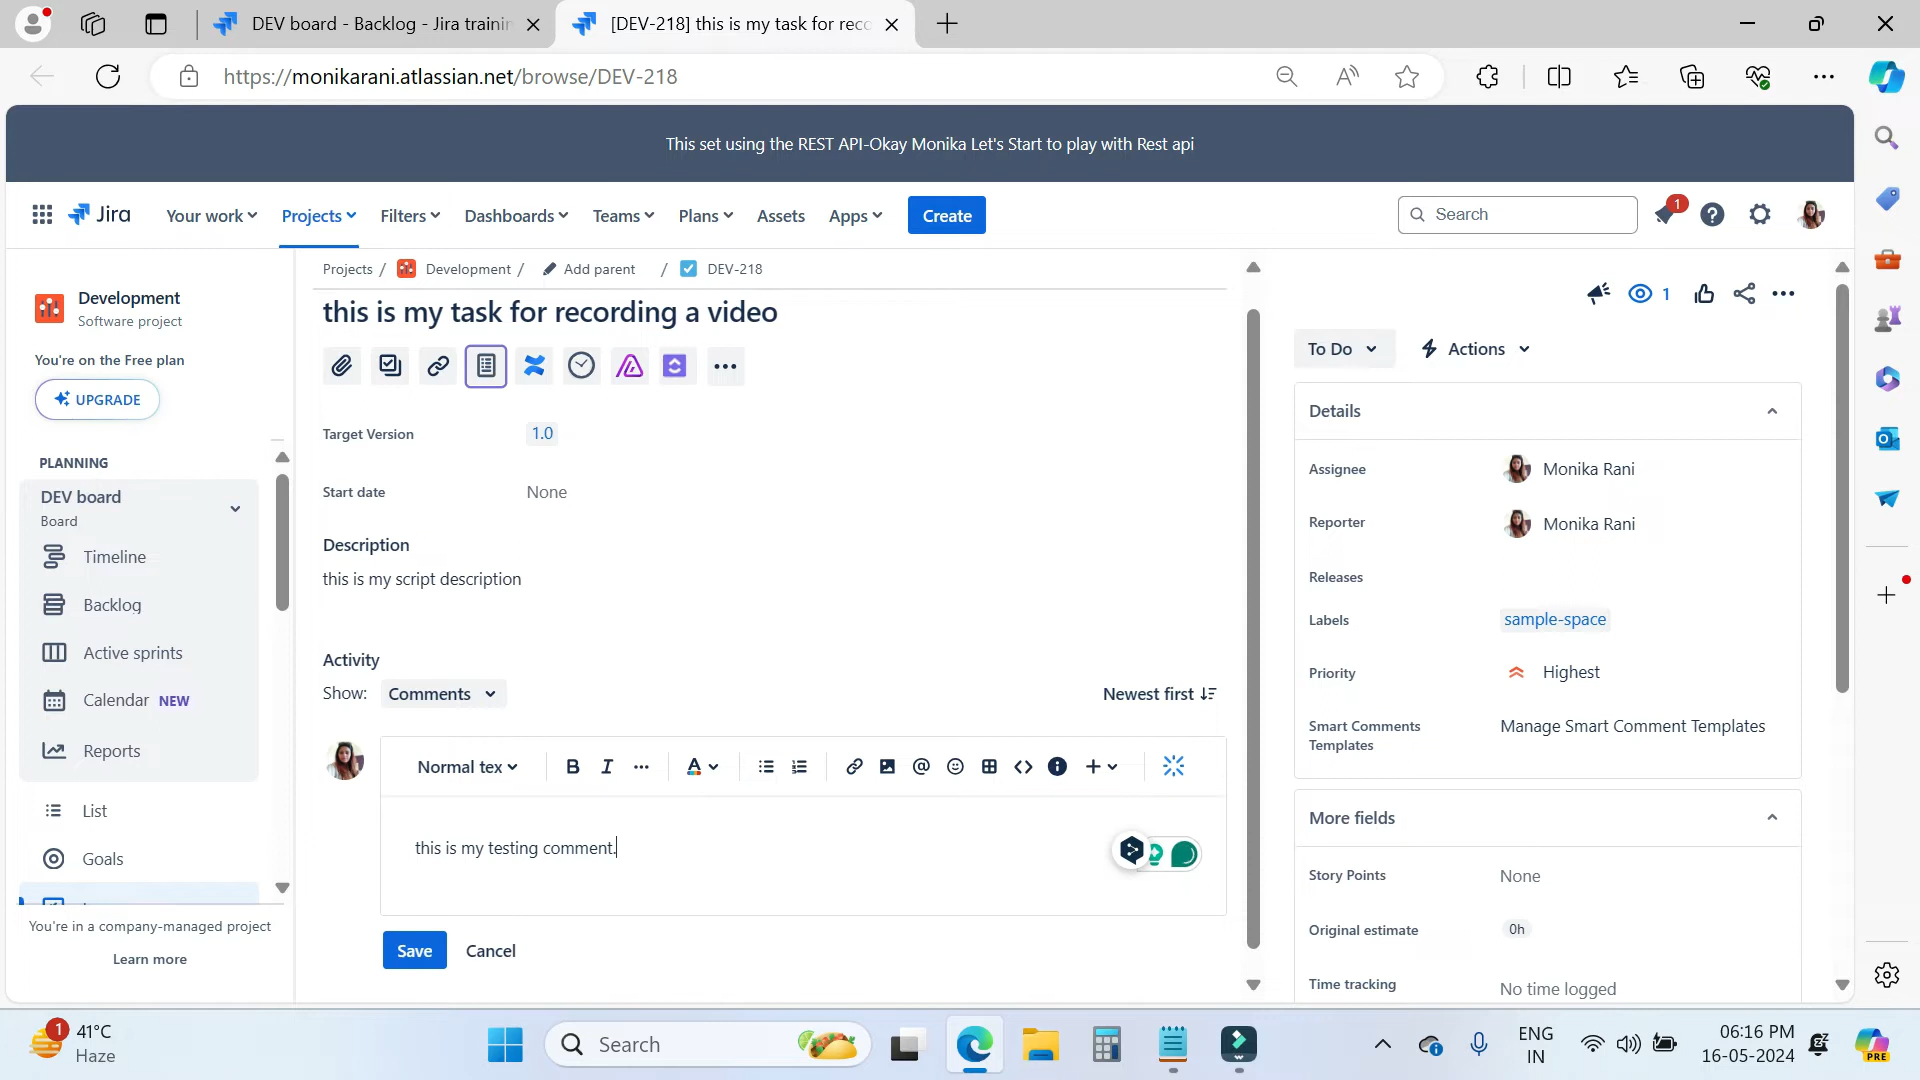 DEV board - Backlog - Jira trainin
[DEV-218] this is my task for reco
https://monikarani.atlassian.net/browse/DEV-218
This set using the REST API-Okay Monika Let's Start to play with Rest api
Jira
Your work
Projects
Filters
Dashboards
Teams
Plans
Assets
Apps
Create
Search
1
Development
Software project
You're on the Free plan
UPGRADE
PLANNING
DEV board
Board
Timeline
Backlog
Active sprints
Calendar NEW
Reports
List
Goals
You're in a company-managed project
Learn more
Projects / Development / Add parent / DEV-218
this is my task for recording a video
Target Version 1.0
Start date None
Description
this is my script description
Activity
Show: Comments
Newest first
Normal tex
B I
A
this is my testing comment.
Save Cancel
1
To Do
Actions
Details
Assignee Monika Rani
Reporter Monika Rani
Releases
Labels sample-space
Priority Highest
Smart Comments Templates Manage Smart Comment Templates
More fields
Story Points None
Original estimate 0h
Time tracking No time logged
1
41°C
Haze
Search
ENG
IN
06:16 PM
16-05-2024
PRE